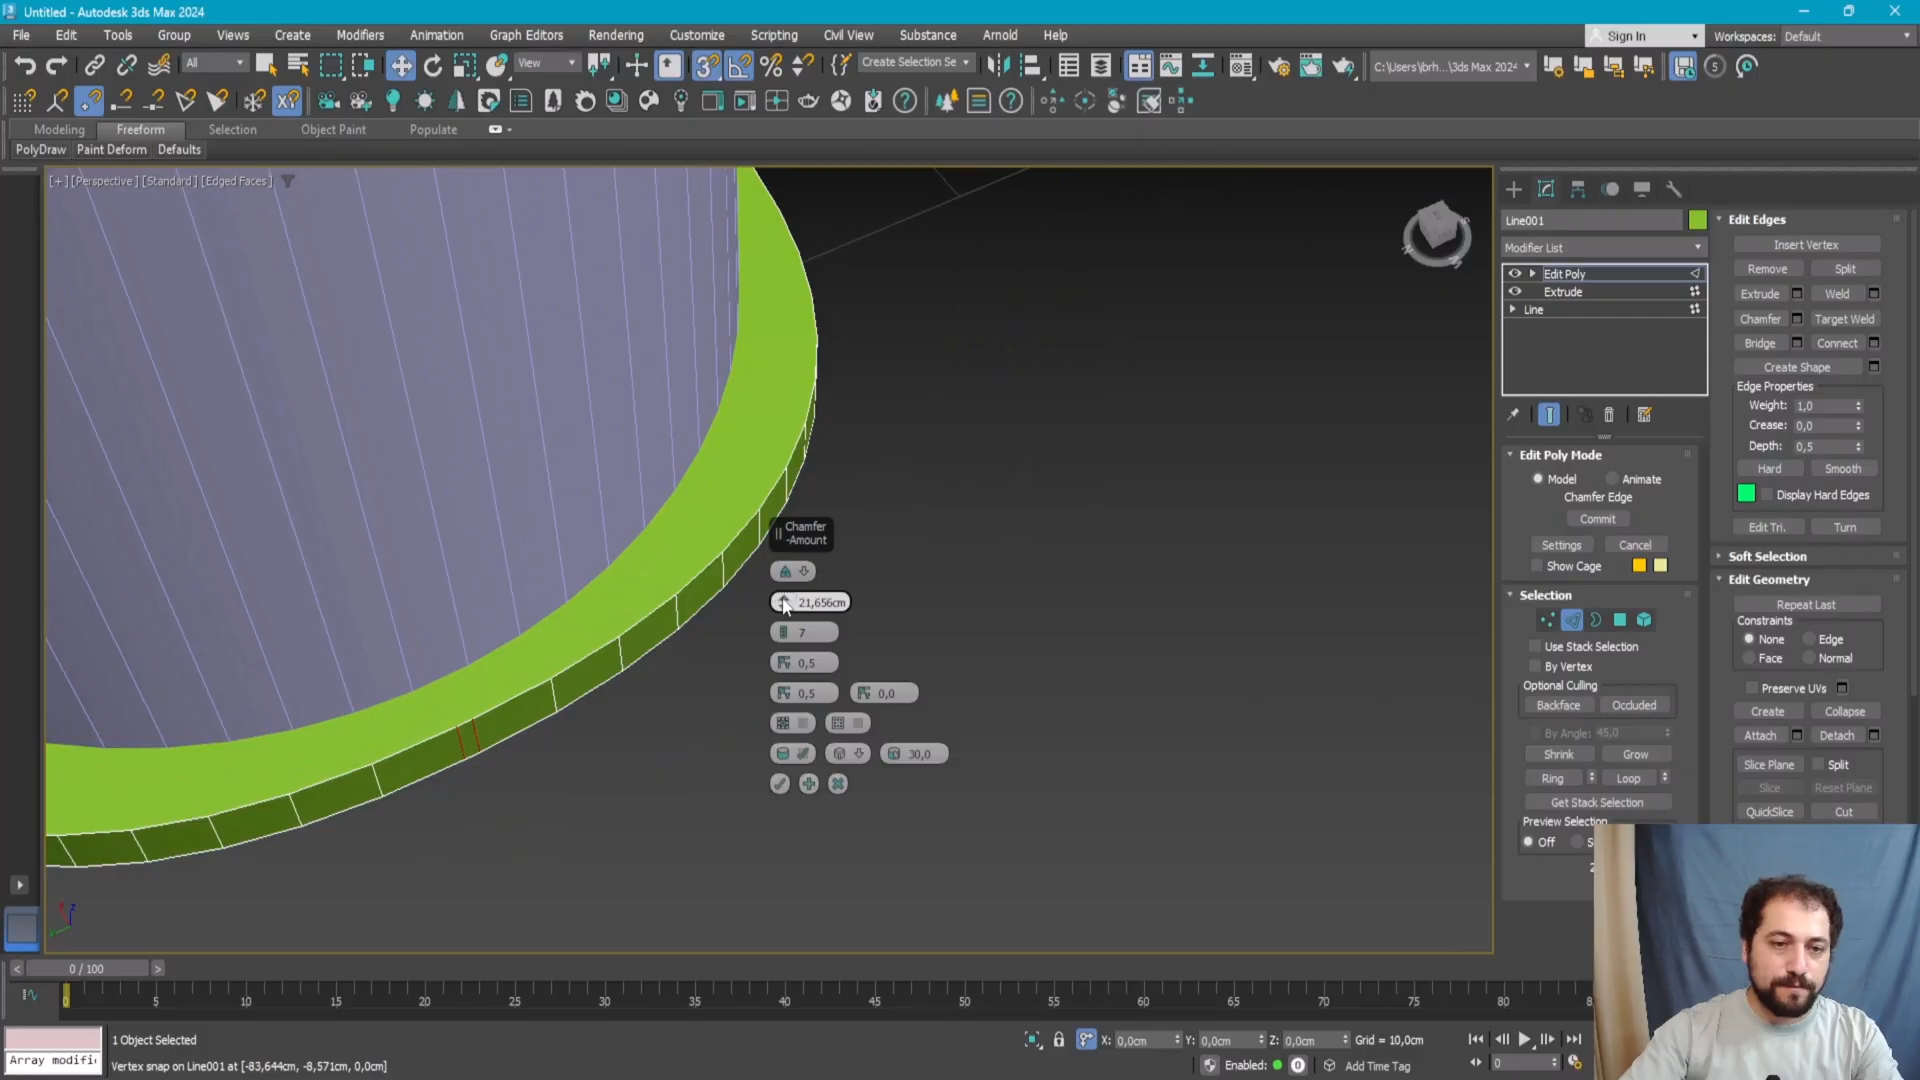 Untitled - Autodesk 3ds Max 2024
File Edit Tools Group Views Create Modifiers Animation Graph Editors Rendering Customize Scripting Civil View Substance Arnold Help Sign In Workspaces: Default
All View Create Selection Se C:\Users\brh...\3ds Max 2024 5
Modeling Freeform Selection Object Paint Populate
PolyDraw Paint Deform Defaults
[+] [Perspective ] [Standard ] [Edged Faces ]
Line001
Modifier List
Edit Poly
Extrude
Line
Edit Poly Mode
Model Animate
Chamfer Edge
Commit
Settings Cancel
Show Cage
Selection
Use Stack Selection
By Vertex
Optional Culling
Backface Occluded
By Angle: 45,0
Shrink Grow
Ring Loop
Get Stack Selection
Preview Selection
Off
Edit Edges
Insert Vertex
Remove Split
Extrude Weld
Chamfer Target Weld
Bridge Connect
Create Shape
Edge Properties
Weight: 1,0
Crease: 0,0
Depth: 0,5
Hard Smooth
Display Hard Edges
Edit Tri. Turn
Soft Selection
Edit Geometry
Repeat Last
Constraints
None Edge
Face Normal
Preserve UVs
Create Collapse
Attach Detach
Slice Plane Split
Slice Reset Plane
QuickSlice Cut
Chamfer
-Amount
21,656cm
7
0,5
0,5 0,0
30,0
0 / 100
0 5 10 15 20 25 30 35 40 45 50 55 60 65 70 75 80
1 Object Selected
X: 0,0cm Y: 0,0cm Z: 0,0cm Grid = 10,0cm
Array modifi
Vertex snap on Line001 at [-83,644cm, -8,571cm, 0,0cm]
Enabled: 0 Add Time Tag 0